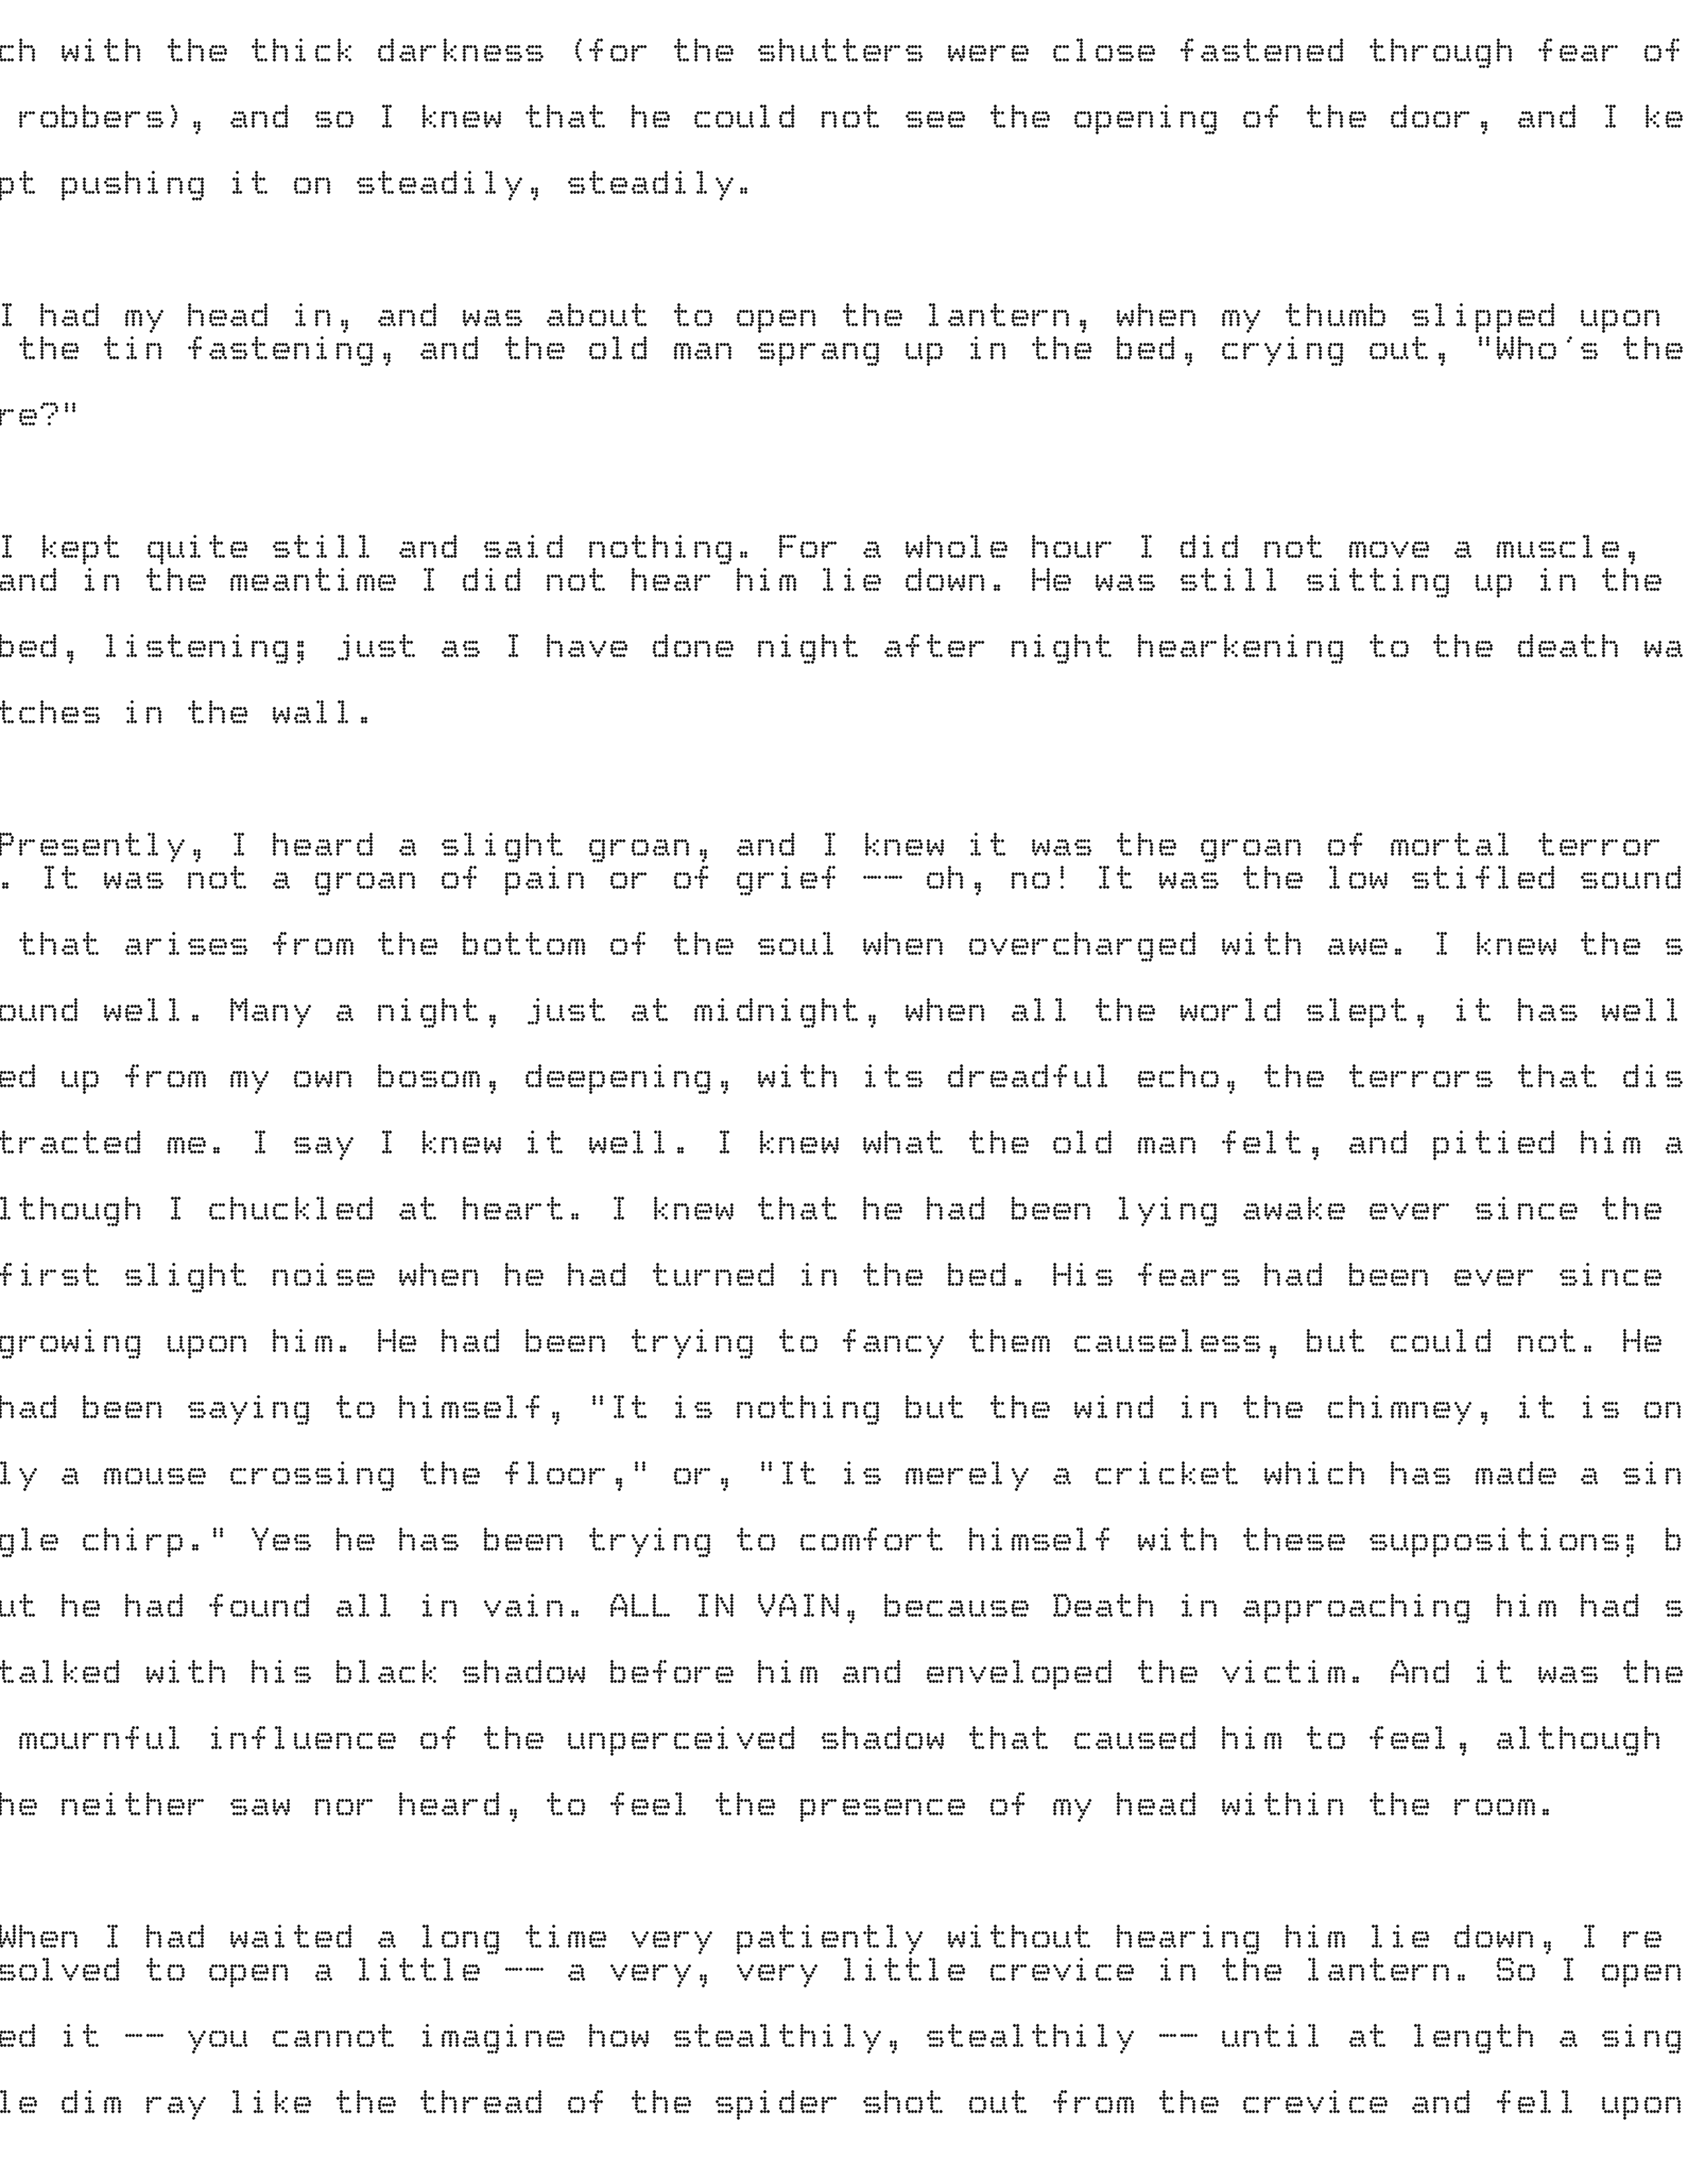 ch with the thick darkness (for the shutters were close fastened through fear of
robbers), and so I knew that he could not see the opening of the door, and I ke
pt pushing it on steadily, steadily.
I had my head in, and was about to open the lantern, when my thumb slipped upon
the tin fastening, and the old man sprang up in the bed, crying out, "Who's the
re?"
I kept quite still and said nothing. For a whole hour I did not move a muscle,
and in the meantime I did not hear him lie down. He was still sitting up in the
bed, listening; just as I have done night after night hearkening to the death wa
tches in the wall.
Presently, I heard a slight groan, and I knew it was the groan of mortal terror
. It was not a groan of pain or of grief -- oh, no! It was the low stifled sound
that arises from the bottom of the soul when overcharged with awe. I knew the s
ound well. Many a night, just at midnight, when all the world slept, it has well
ed up from my own bosom, deepening, with its dreadful echo, the terrors that dis
tracted me. I say I knew it well. I knew what the old man felt, and pitied him a
lthough I chuckled at heart. I knew that he had been lying awake ever since the
first slight noise when he had turned in the bed. His fears had been ever since
growing upon him. He had been trying to fancy them causeless, but could not. He
had been saying to himself, "It is nothing but the wind in the chimney, it is on
ly a mouse crossing the floor," or, "It is merely a cricket which has made a sin
gle chirp." Yes he has been trying to comfort himself with these suppositions; b
ut he had found all in vain. ALL IN VAIN, because Death in approaching him had s
talked with his black shadow before him and enveloped the victim. And it was the
mournful influence of the unperceived shadow that caused him to feel, although
he neither saw nor heard, to feel the presence of my head within the room.
When I had waited a long time very patiently without hearing him lie down, I re
solved to open a little -- a very, very little crevice in the lantern. So I open
ed it -- you cannot imagine how stealthily, stealthily -- until at length a sing
le dim ray like the thread of the spider shot out from the crevice and fell upon